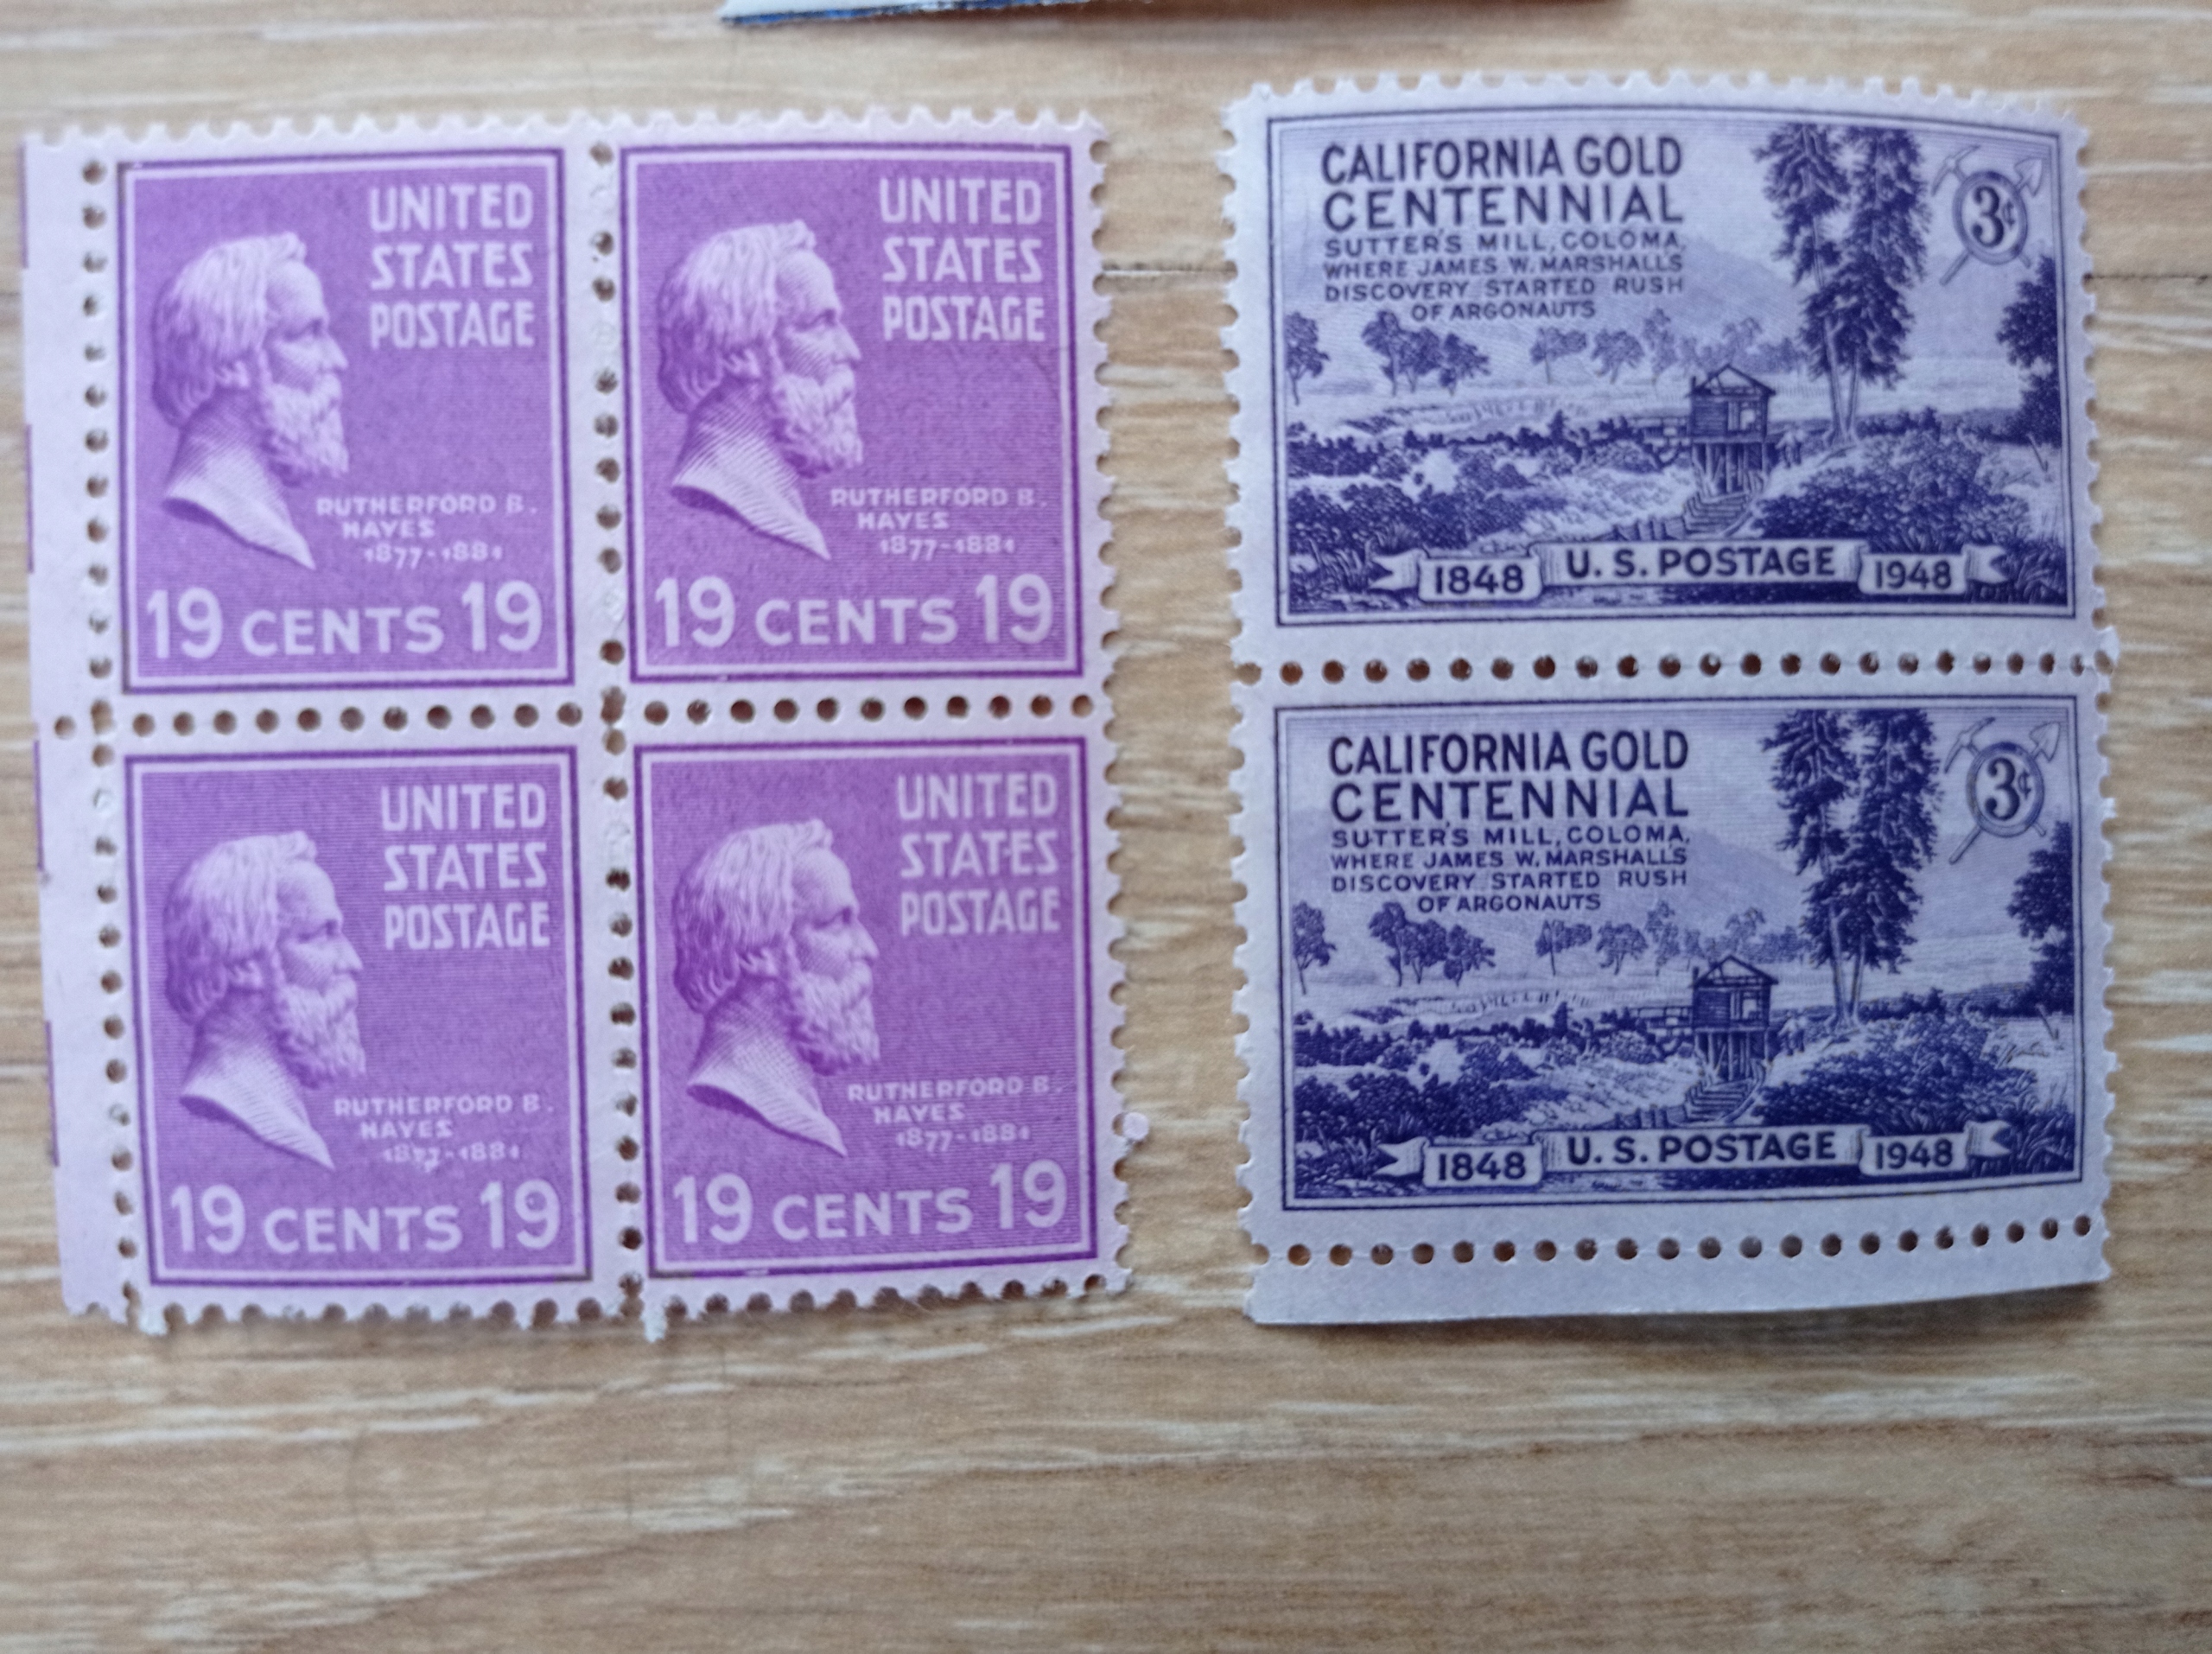 UNITED
STATES
POSTAGE
RUTHERFORD B.
HAYES
1877-1881
19 CENTS 19
UNITED
STATES
POSTAGE
RUTHERFORD B.
HAYES
1877-1881
19 CENTS 19
UNITED
STATES
POSTAGE
RUTHERFORD B.
HAYES
1877-1881
19 CENTS 19
UNITED
STATES
POSTAGE
RUTHERFORD B.
HAYES
1877-1881
19 CENTS 19
CALIFORNIA GOLD
CENTENNIAL
SUTTER'S MILL, COLOMA,
WHERE JAMES W. MARSHALLS
DISCOVERY STARTED RUSH
OF ARGONAUTS
3¢
1848 U.S. POSTAGE 1948
CALIFORNIA GOLD
CENTENNIAL
SUTTER'S MILL, COLOMA,
WHERE JAMES W. MARSHALLS
DISCOVERY STARTED RUSH
OF ARGONAUTS
3¢
1848 U.S. POSTAGE 1948